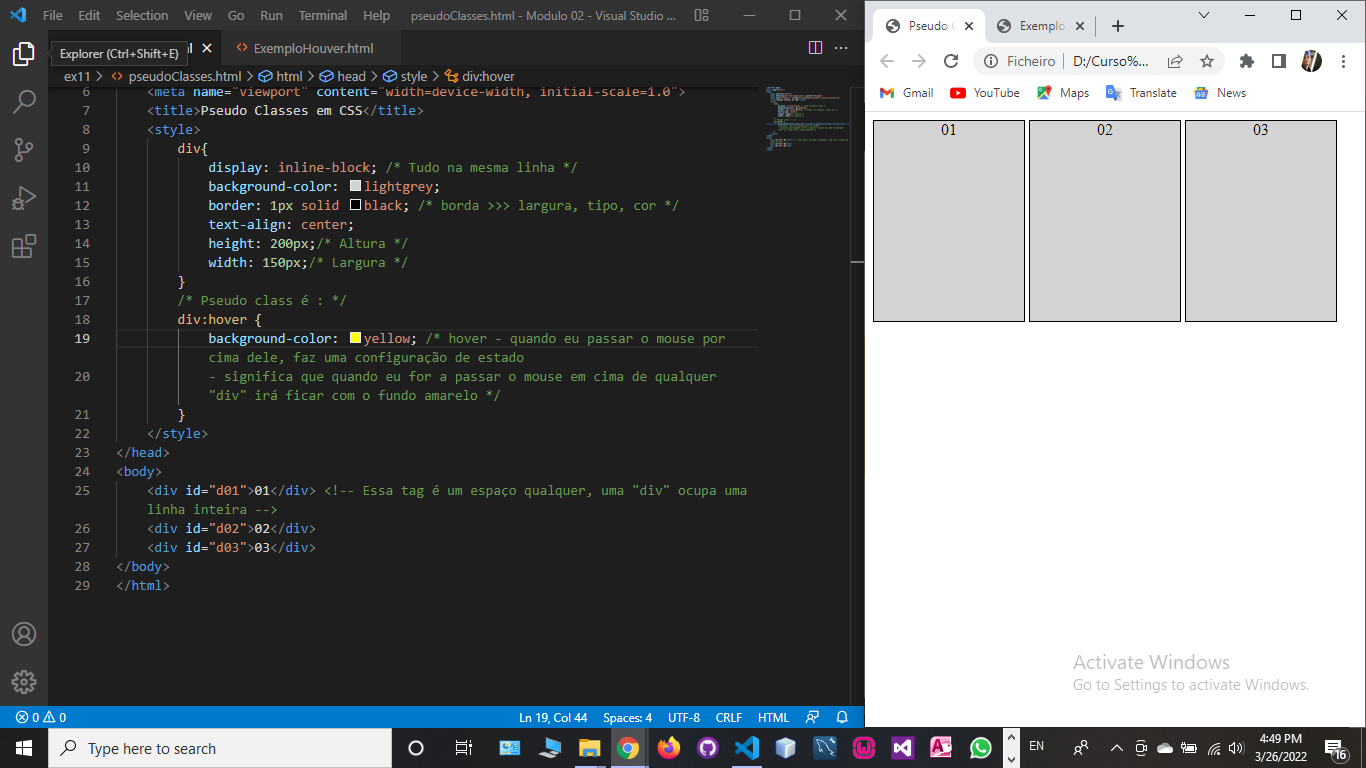 File Edit Selection View Go Run Terminal Help pseudoClasses.html - Modulo 02 - Visual Studio ...
Explorer (Ctrl+Shift+E)
ExemploHouver.html
ex11 > pseudoClasses.html > html > head > style > div:hover
6 <meta name="viewport" content="width=device-width, initial-scale=1.0">
7 <title>Pseudo Classes em CSS</title>
8 <style>
9 div{
10 display: inline-block; /* Tudo na mesma linha */
11 background-color: lightgrey;
12 border: 1px solid black; /* borda >>> largura, tipo, cor */
13 text-align: center;
14 height: 200px;/* Altura */
15 width: 150px;/* Largura */
16 }
17 /* Pseudo class é : */
18 div:hover {
19 background-color: yellow; /* hover - quando eu passar o mouse por
cima dele, faz uma configuração de estado
20 - significa que quando eu for a passar o mouse em cima de qualquer
"div" irá ficar com o fundo amarelo */
21 }
22 </style>
23 </head>
24 <body>
25 <div id="d01">01</div> <!-- Essa tag é um espaço qualquer, uma "div" ocupa uma
linha inteira -->
26 <div id="d02">02</div>
27 <div id="d03">03</div>
28 </body>
29 </html>
0 0 Ln 19, Col 44 Spaces: 4 UTF-8 CRLF HTML
Pseudo Exemplo
Ficheiro D:/Curso%...
Gmail YouTube Maps Translate News
01 02 03
Activate Windows
Go to Settings to activate Windows.
Type here to search
EN
4:49 PM
3/26/2022
16